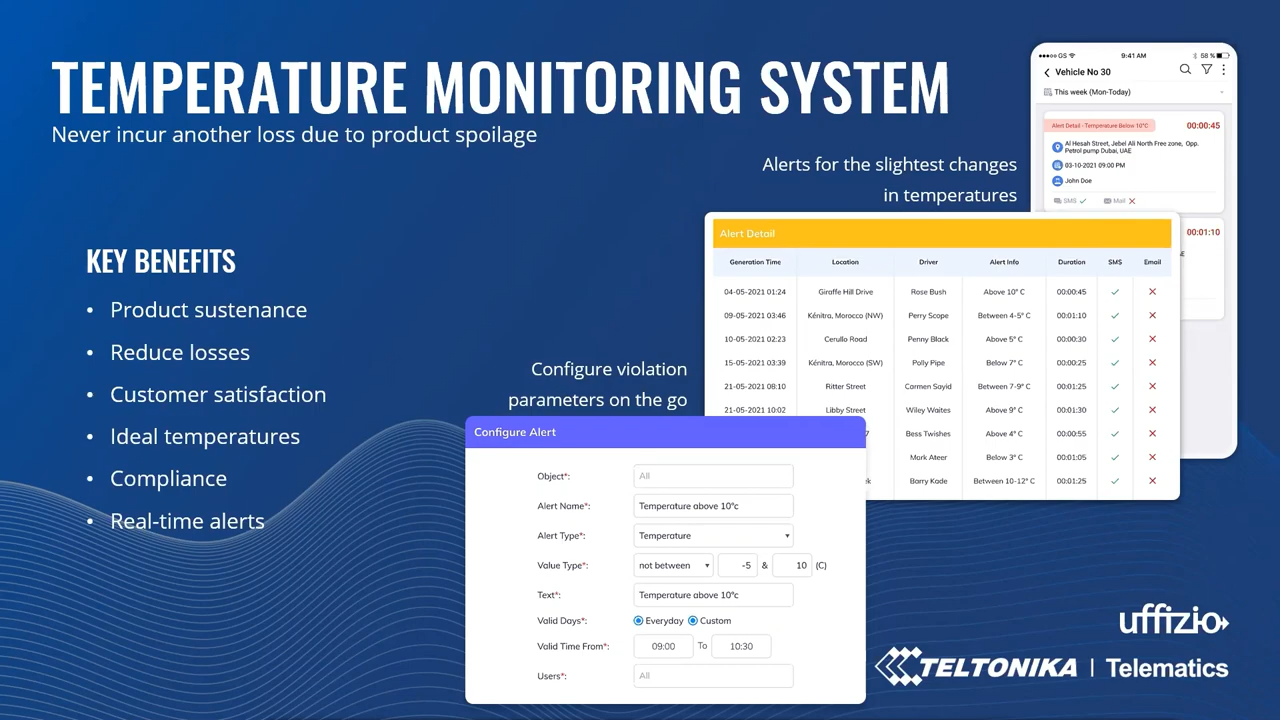 TEMPERATURE MONITORING SYSTEM
Never incur another loss due to product spoilage
KEY BENEFITS
• Product sustenance
• Reduce losses
• Customer satisfaction
• Ideal temperatures
• Compliance
• Real-time alerts
Alerts for the slightest changes
in temperatures
GS 9:41 AM 58 %
Vehicle No 30
This week (Mon-Today)
Alert Detail - Temperature Below 10°C 00:00:45
Al Hesah Street, Jebel Ali North Free zone, Opp.
Petrol pump Dubai, UAE
03-10-2021 09:00 PM
John Doe
SMS ✓ Mail ✕
00:01:10
Alert Detail
Generation Time Location Driver Alert Info Duration SMS Email
04-05-2021 01:24 Giraffe Hill Drive Rose Bush Above 10° C 00:00:45 ✓ ✕
09-05-2021 03:46 Kénitra, Morocco (NW) Perry Scope Between 4-5° C 00:01:10 ✓ ✕
10-05-2021 02:23 Cerullo Road Penny Black Above 5° C 00:00:30 ✓ ✕
15-05-2021 03:39 Kénitra, Morocco (SW) Polly Pipe Below 7° C 00:00:25 ✓ ✕
21-05-2021 08:10 Ritter Street Carmen Sayid Between 7-9° C 00:01:25 ✓ ✕
21-05-2021 10:02 Libby Street Wiley Waites Above 9° C 00:01:30 ✓ ✕
7 Bess Twishes Above 4° C 00:00:55 ✓ ✕
Mark Ateer Below 3° C 00:01:05 ✓ ✕
Barry Kade Between 10-12° C 00:01:25 ✓ ✕
Configure violation
parameters on the go
Configure Alert
Object*: All
Alert Name*: Temperature above 10°c
Alert Type*: Temperature
Value Type*: not between -5 & 10 (C)
Text*: Temperature above 10°c
Valid Days*: Everyday Custom
Valid Time From*: 09:00 To 10:30
Users*: All
uffizio
TELTONIKA | Telematics